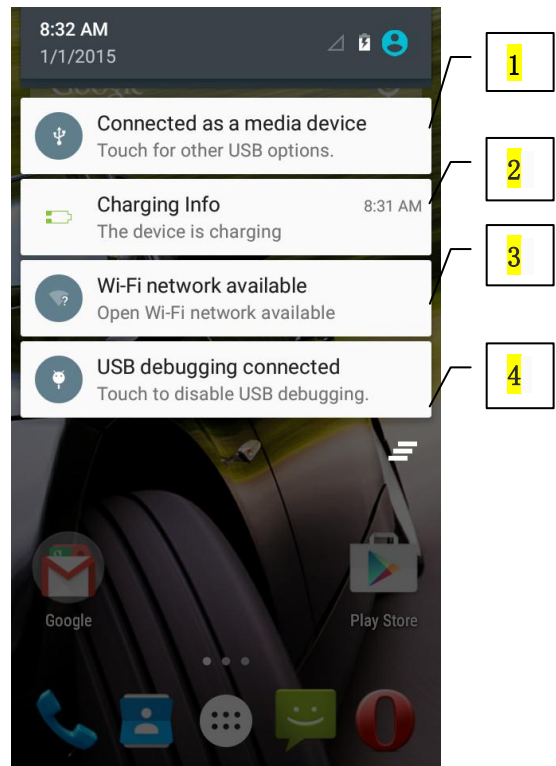 8:32 AM
1/1/2015
Google
Connected as a media device
Touch for other USB options.
1
Charging Info
8:31 AM
The device is charging
2
Wi-Fi network available
Open Wi-Fi network available
3
USB debugging connected
Touch to disable USB debugging.
4
Google
Play Store